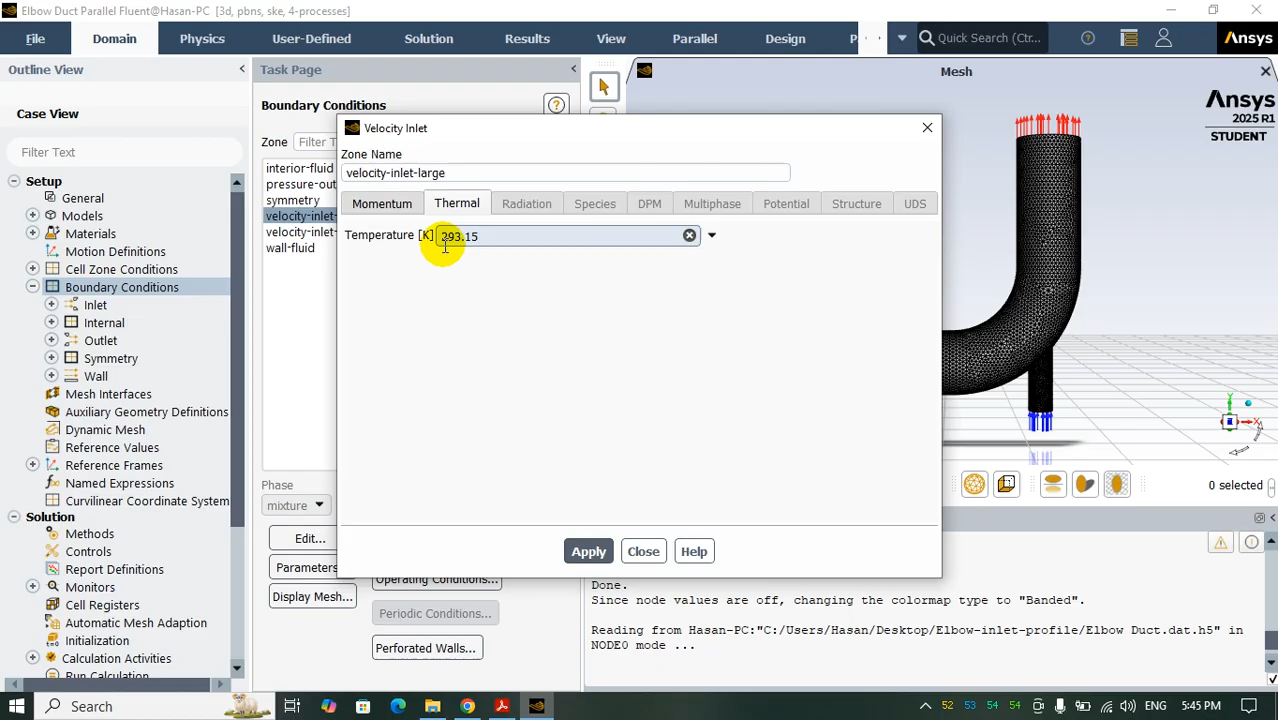 Elbow Duct Parallel Fluent@Hasan-PC [3d, pbns, ske, 4-processes]
File
Domain
Physics
User-Defined
Solution
Results
View
Parallel
Design
P
Quick Search (Ctr...
Ansys
Outline View
<
Task Page
<
Mesh
Case View
Filter Text
Setup
General
Models
Materials
Motion Definitions
Cell Zone Conditions
Boundary Conditions
Inlet
Internal
Outlet
Symmetry
Wall
Mesh Interfaces
Auxiliary Geometry Definitions
Dynamic Mesh
Reference Values
Reference Frames
Named Expressions
Curvilinear Coordinate System
Solution
Methods
Controls
Report Definitions
Monitors
Cell Registers
Automatic Mesh Adaption
Initialization
Calculation Activities
Run Calculation
Boundary Conditions
?
Zone
Filter T
interior-fluid
pressure-out
symmetry
velocity-inlet-
velocity-inlet-
wall-fluid
Phase
mixture
Edit...
Parameters
Operating Conditions...
Display Mesh...
Periodic Conditions...
Perforated Walls...
Velocity Inlet
Zone Name
velocity-inlet-large
Momentum
Thermal
Radiation
Species
DPM
Multiphase
Potential
Structure
UDS
Temperature [K]
293.15
Apply
Close
Help
Ansys
2025 R1
STUDENT
Y
X
0 selected
Done.
Since node values are off, changing the colormap type to "Banded".
Reading from Hasan-PC:"C:/Users/Hasan/Desktop/Elbow-inlet-profile/Elbow Duct.dat.h5" in
NODE0 mode ...
Search
52
53
54
54
5:45 PM